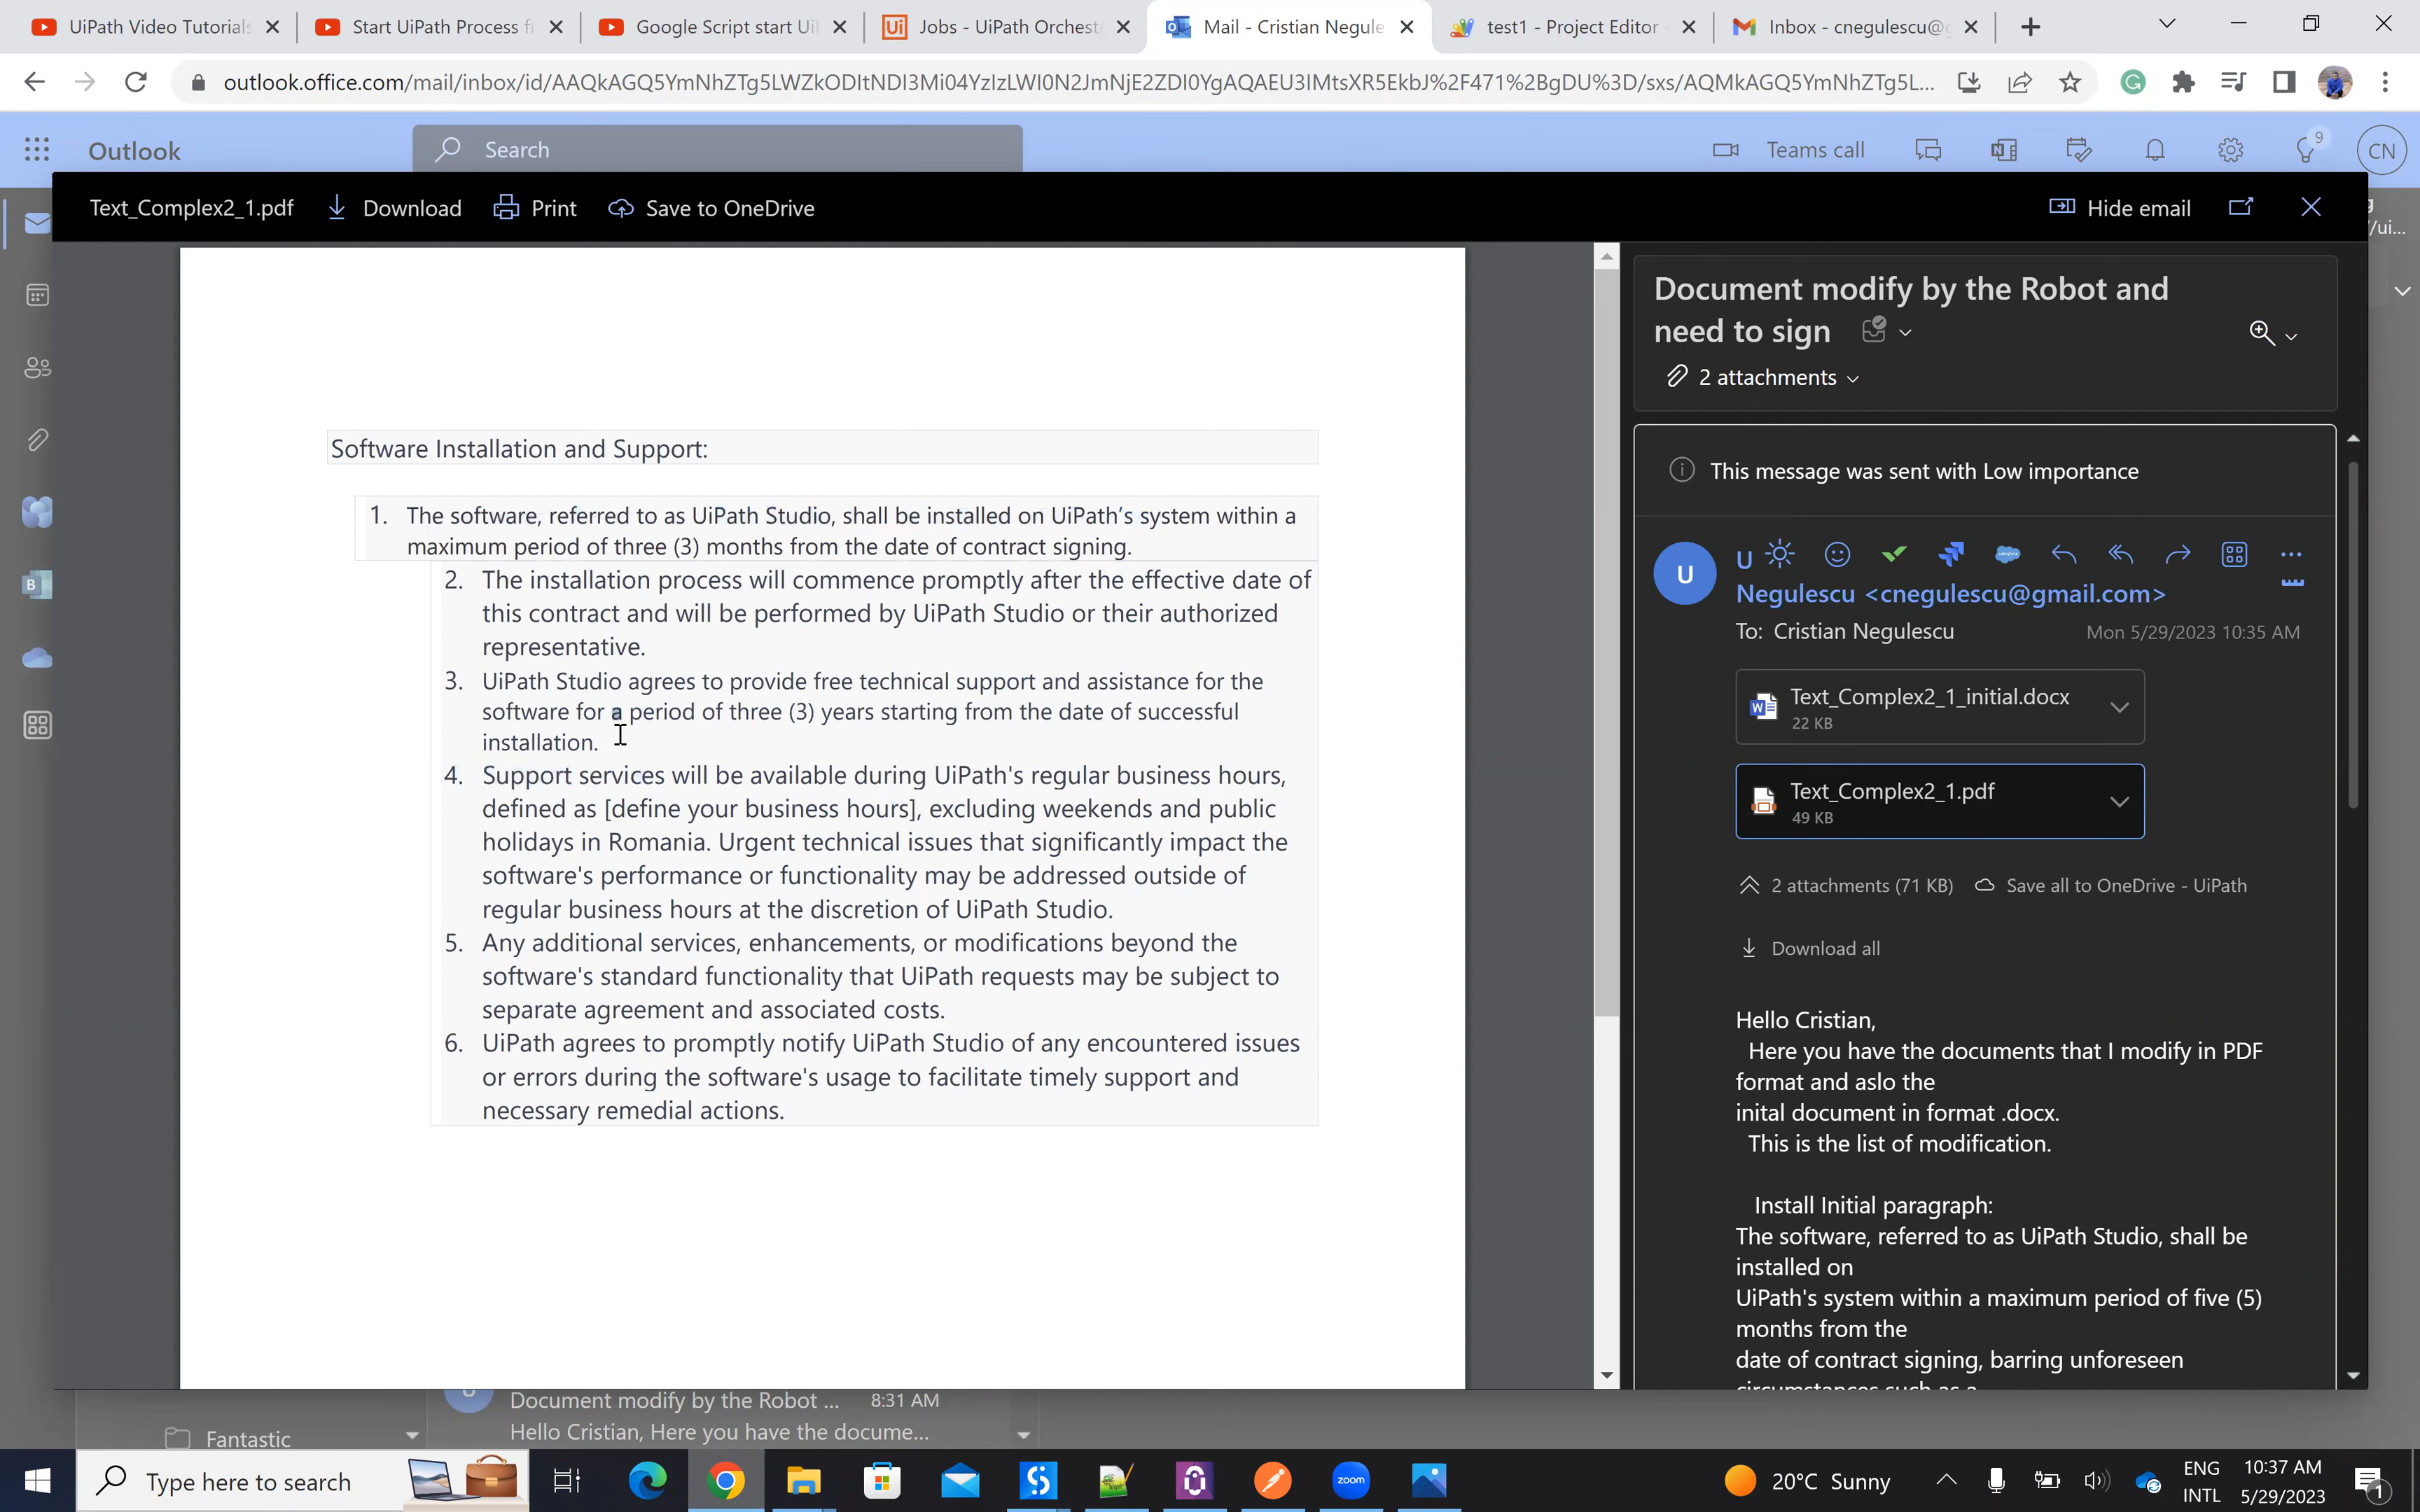 UiPath Video Tutorials
Start UiPath Process f
Google Script start Ui
Jobs - UiPath Orchest
Mail - Cristian Negule
test1 - Project Editor -
Inbox - cnegulescu@g
Outlook
Search
Teams call
9
CN
Text_Complex2_1.pdf
Download
Print
Save to OneDrive
Hide email
/ui...
Software Installation and Support:
1. The software, referred to as UiPath Studio, shall be installed on UiPath's system within a
maximum period of three (3) months from the date of contract signing.
2. The installation process will commence promptly after the effective date of
this contract and will be performed by UiPath Studio or their authorized
representative.
3. UiPath Studio agrees to provide free technical support and assistance for the
software for a period of three (3) years starting from the date of successful
installation.
4. Support services will be available during UiPath's regular business hours,
defined as [define your business hours], excluding weekends and public
holidays in Romania. Urgent technical issues that significantly impact the
software's performance or functionality may be addressed outside of
regular business hours at the discretion of UiPath Studio.
5. Any additional services, enhancements, or modifications beyond the
software's standard functionality that UiPath requests may be subject to
separate agreement and associated costs.
6. UiPath agrees to promptly notify UiPath Studio of any encountered issues
or errors during the software's usage to facilitate timely support and
necessary remedial actions.
Document modify by the Robot and
need to sign
2 attachments
This message was sent with Low importance
U
U
Negulescu <cnegulescu@gmail.com>
To: Cristian Negulescu
Mon 5/29/2023 10:35 AM
Text_Complex2_1_initial.docx
22 KB
Text_Complex2_1.pdf
49 KB
2 attachments (71 KB)
Save all to OneDrive - UiPath
Download all
Hello Cristian,
Here you have the documents that I modify in PDF
format and aslo the
inital document in format .docx.
This is the list of modification.
Install Initial paragraph:
The software, referred to as UiPath Studio, shall be
installed on
UiPath's system within a maximum period of five (5)
months from the
date of contract signing, barring unforeseen
circumstances such as a
Document modify by the Robot ...
8:31 AM
Hello Cristian, Here you have the docume...
Fantastic
Type here to search
zoom
20°C Sunny
ENG
INTL
10:37 AM
5/29/2023
1